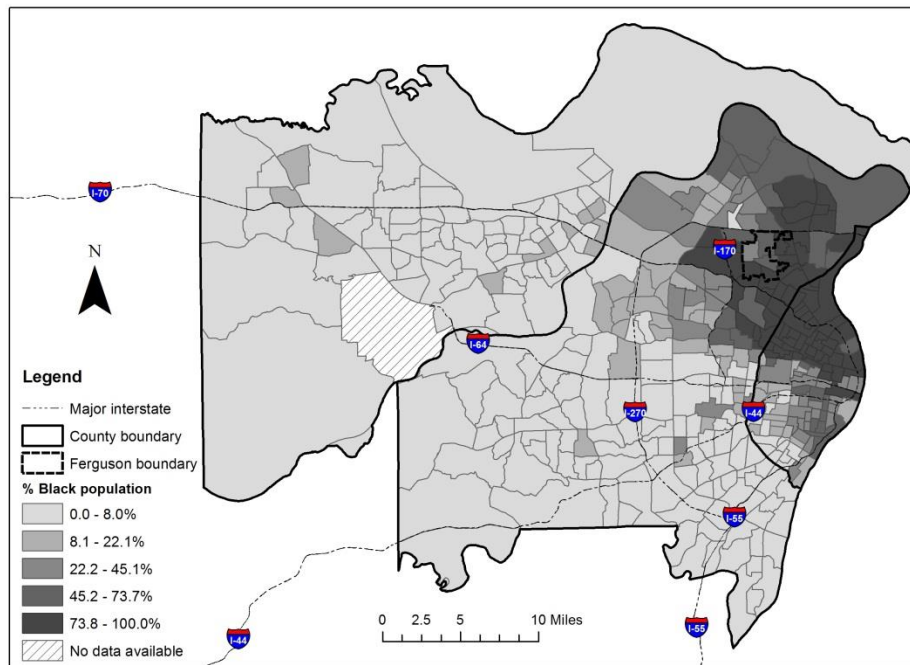 I-70
I-170
N
I-64
Legend
Major interstate
County boundary
Ferguson boundary
% Black population
0.0 - 8.0%
8.1 - 22.1%
22.2 - 45.1%
45.2 - 73.7%
73.8 - 100.0%
No data available
I-270
I-44
I-55
0 2.5 5 10 Miles
I-44
I-55